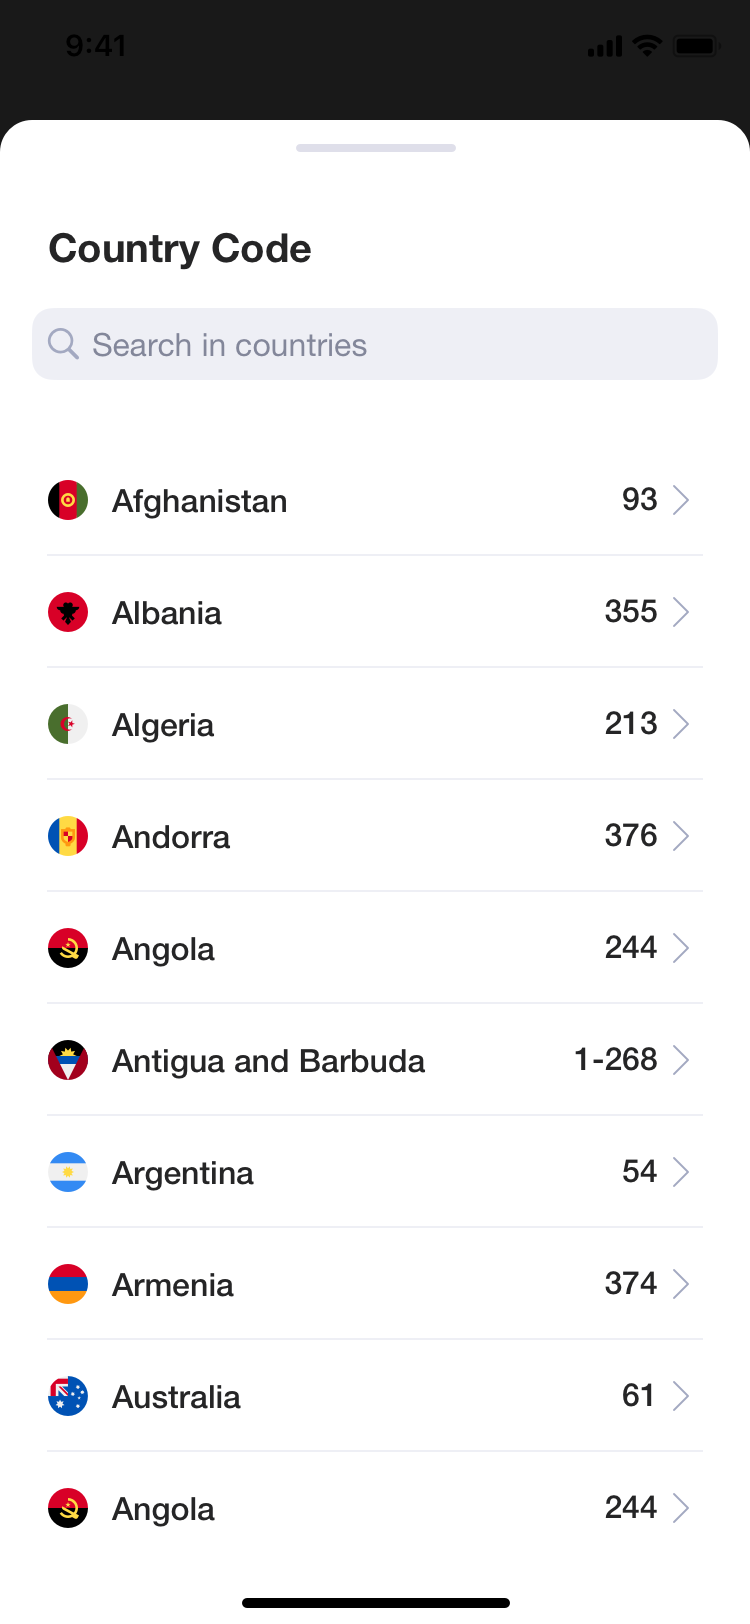 9:41
Country Code
Search in countries
Afghanistan 93
Albania 355
Algeria 213
Andorra 376
Angola 244
Antigua and Barbuda 1-268
Argentina 54
Armenia 374
Australia 61
Angola 244